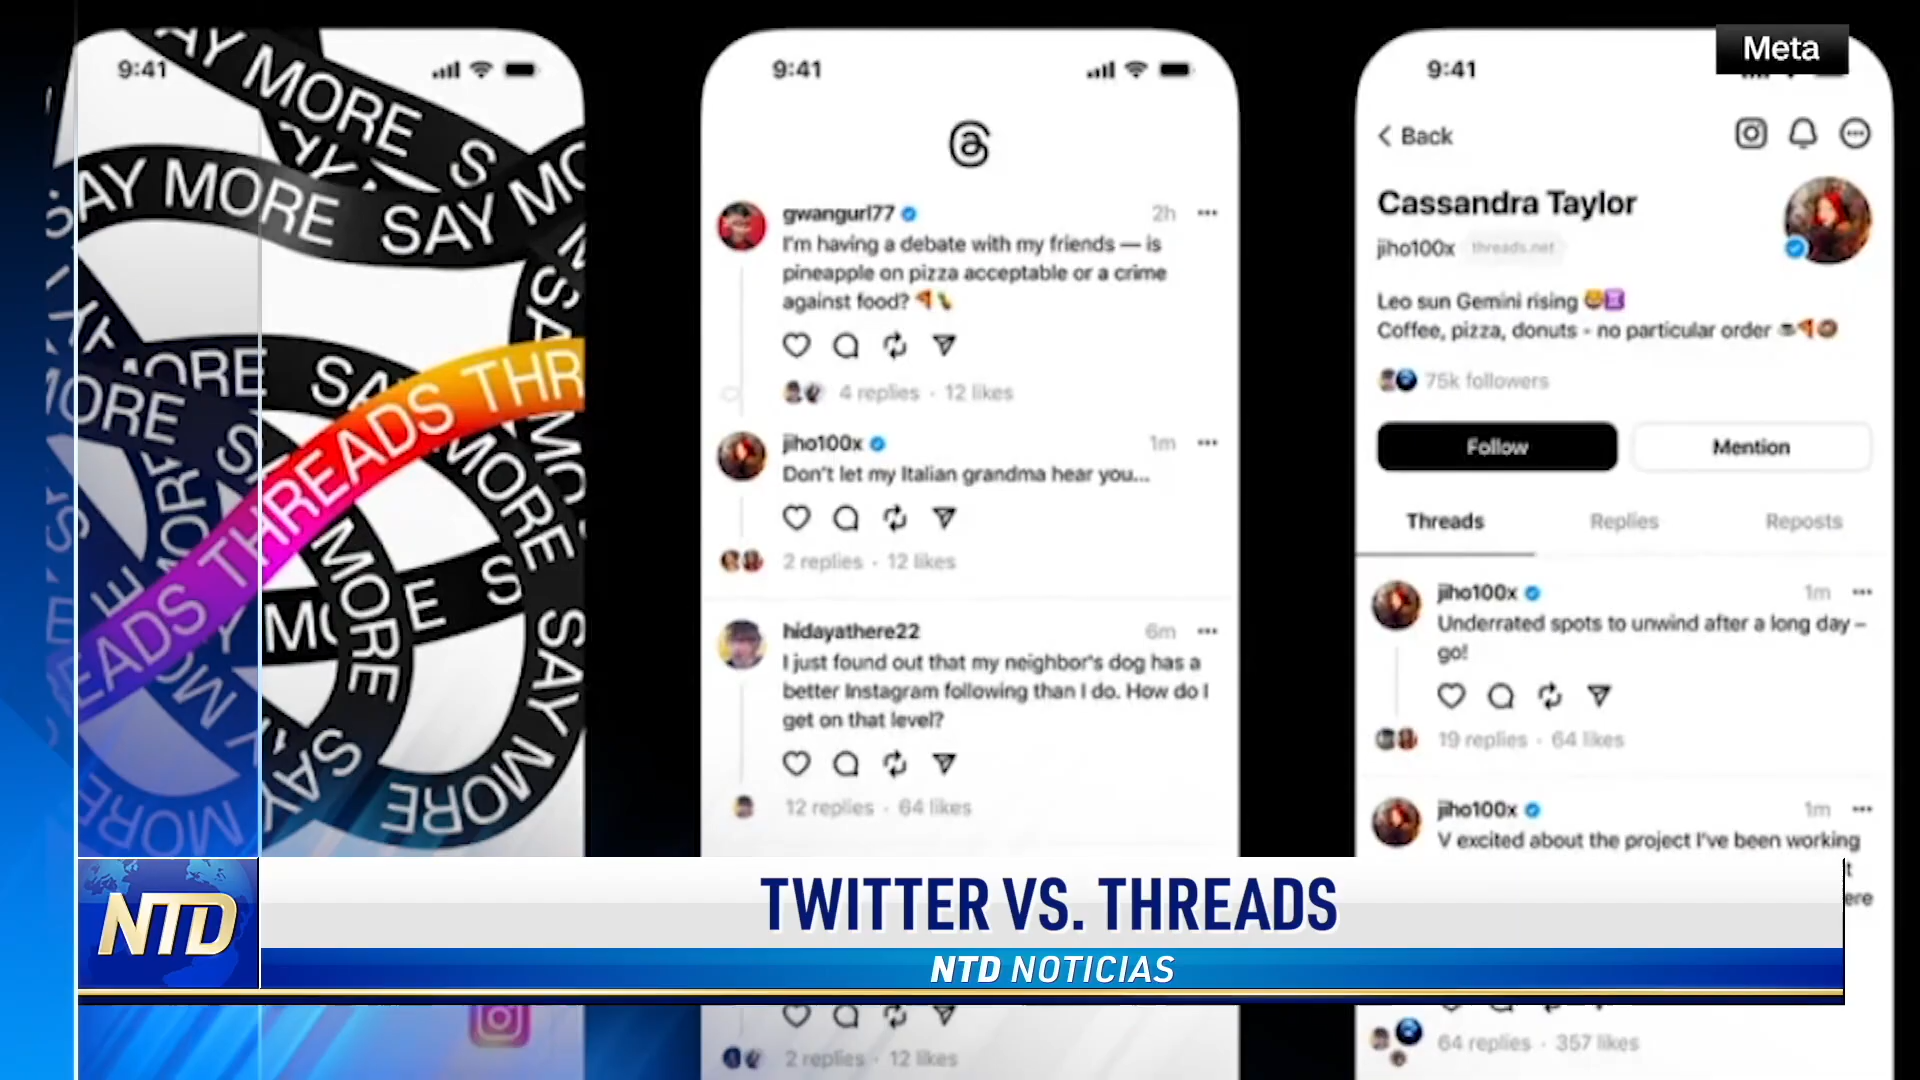 9:41
SAY MORE
SAY MORE SAY MORE
THREADS THREADS THR
9:41
gwangurl77 2h
I'm having a debate with my friends — is
pineapple on pizza acceptable or a crime
against food?
4 replies · 12 likes
jiho100x 1m
Don't let my Italian grandma hear you...
2 replies · 12 likes
hidayathere22 6m
I just found out that my neighbor's dog has a
better Instagram following than I do. How do I
get on that level?
12 replies · 64 likes
2 replies · 12 likes
Meta
9:41
Back
Cassandra Taylor
jiho100x threads.net
Leo sun Gemini rising
Coffee, pizza, donuts - no particular order
75k followers
Follow Mention
Threads Replies Reposts
jiho100x 1m
Underrated spots to unwind after a long day –
go!
19 replies · 64 likes
jiho100x 1m
V excited about the project I've been working
64 replies · 357 likes
NTD
TWITTER VS. THREADS
NTD NOTICIAS